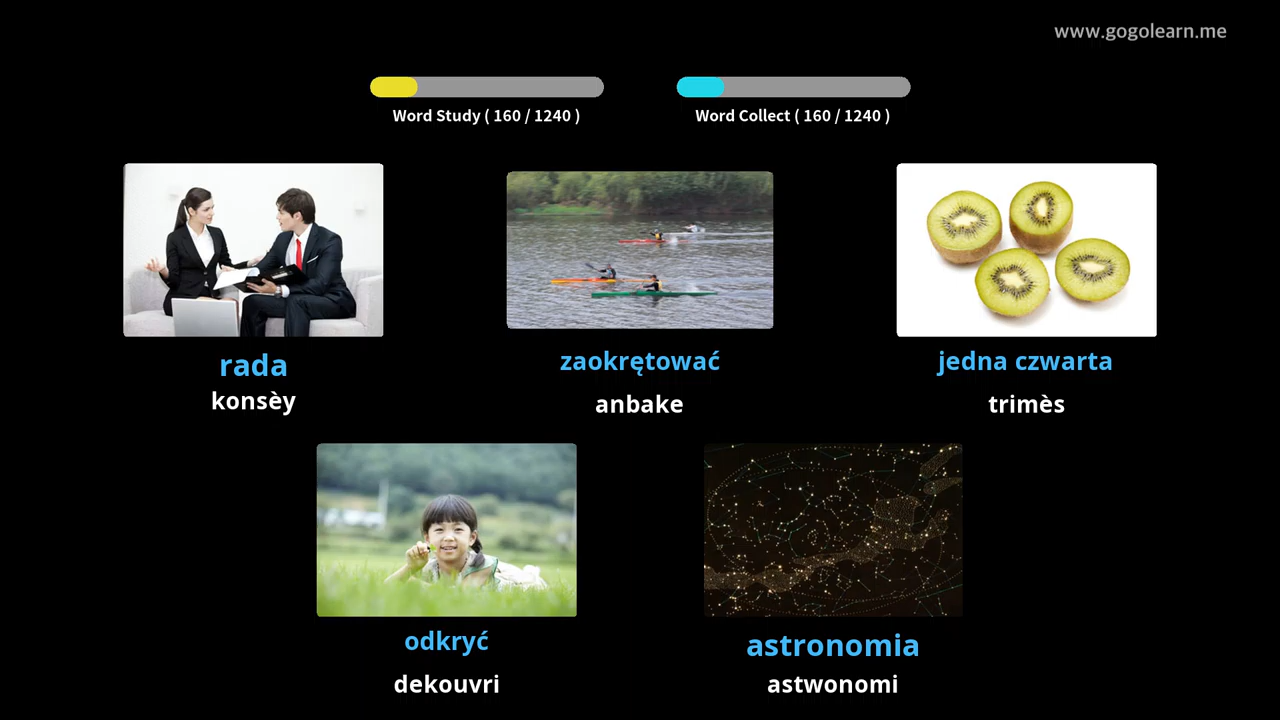 www.gogolearn.me
Word Study ( 160 / 1240 )
Word Collect ( 160 / 1240 )
rada
konsèy
zaokrętować
anbake
jedna czwarta
trimès
odkryć
dekouvri
astronomia
astwonomi